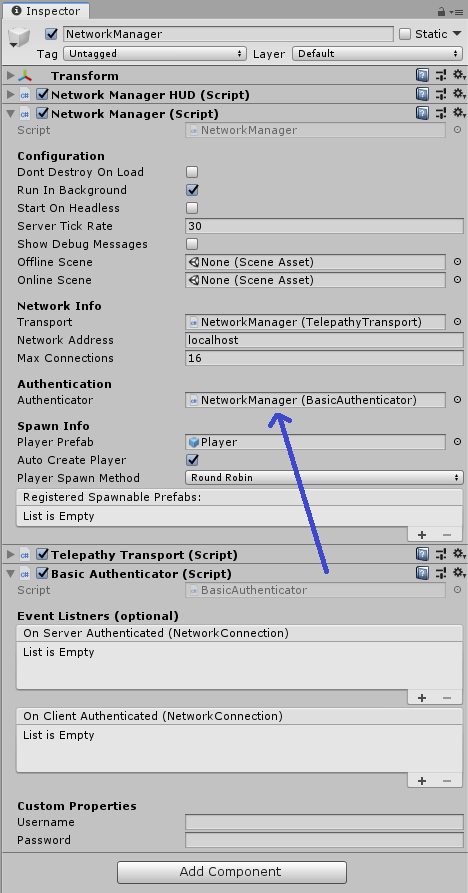 Inspector
NetworkManager Static
Tag Untagged Layer Default
Transform
Network Manager HUD (Script)
Network Manager (Script)
Script NetworkManager
Configuration
Dont Destroy On Load
Run In Background
Start On Headless
Server Tick Rate 30
Show Debug Messages
Offline Scene None (Scene Asset)
Online Scene None (Scene Asset)
Network Info
Transport NetworkManager (TelepathyTransport)
Network Address localhost
Max Connections 16
Authentication
Authenticator NetworkManager (BasicAuthenticator)
Spawn Info
Player Prefab Player
Auto Create Player
Player Spawn Method Round Robin
Registered Spawnable Prefabs:
List is Empty
Telepathy Transport (Script)
Basic Authenticator (Script)
Script BasicAuthenticator
Event Listners (optional)
On Server Authenticated (NetworkConnection)
List is Empty
On Client Authenticated (NetworkConnection)
List is Empty
Custom Properties
Username
Password
Add Component